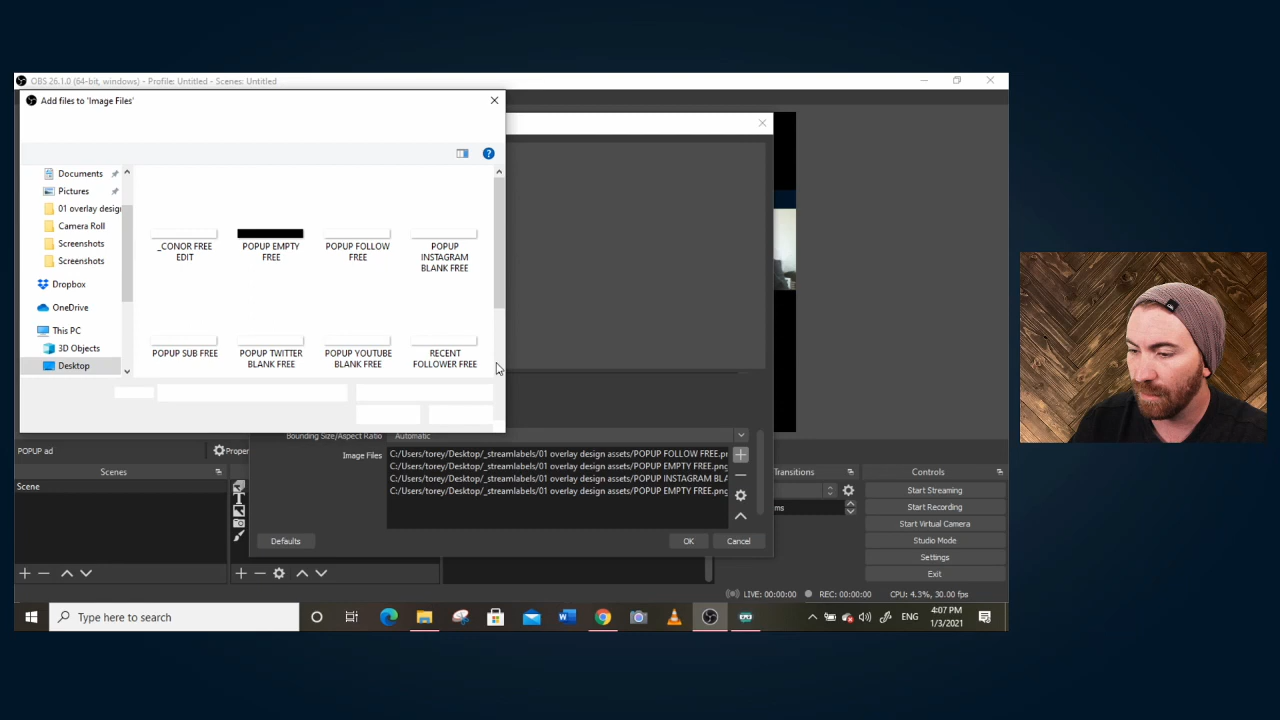 OBS 26.1.0 (64-bit, windows) - Profile: Untitled - Scenes: Untitled
Add files to 'Image Files'
Documents
Pictures
01 overlay desig
Camera Roll
Screenshots
Screenshots
Dropbox
OneDrive
This PC
3D Objects
Desktop
_CONOR FREE
EDIT
POPUP EMPTY
FREE
POPUP FOLLOW
FREE
POPUP
INSTAGRAM
BLANK FREE
POPUP SUB FREE
POPUP TWITTER
BLANK FREE
POPUP YOUTUBE
BLANK FREE
RECENT
FOLLOWER FREE
Bounding Size/Aspect Ratio
Automatic
Image Files
C:/Users/torey/Desktop/_streamlabels/01 overlay design assets/POPUP FOLLOW FREE.pr
C:/Users/torey/Desktop/_streamlabels/01 overlay design assets/POPUP EMPTY FREE.png
C:/Users/torey/Desktop/_streamlabels/01 overlay design assets/POPUP INSTAGRAM BLA
C:/Users/torey/Desktop/_streamlabels/01 overlay design assets/POPUP EMPTY FREE.png
Defaults
OK
Cancel
POPUP ad
Proper
Scenes
Scene
Transitions
ms
Controls
Start Streaming
Start Recording
Start Virtual Camera
Studio Mode
Settings
Exit
LIVE: 00:00:00
REC: 00:00:00
CPU: 4.3%, 30.00 fps
Type here to search
ENG
4:07 PM
1/3/2021